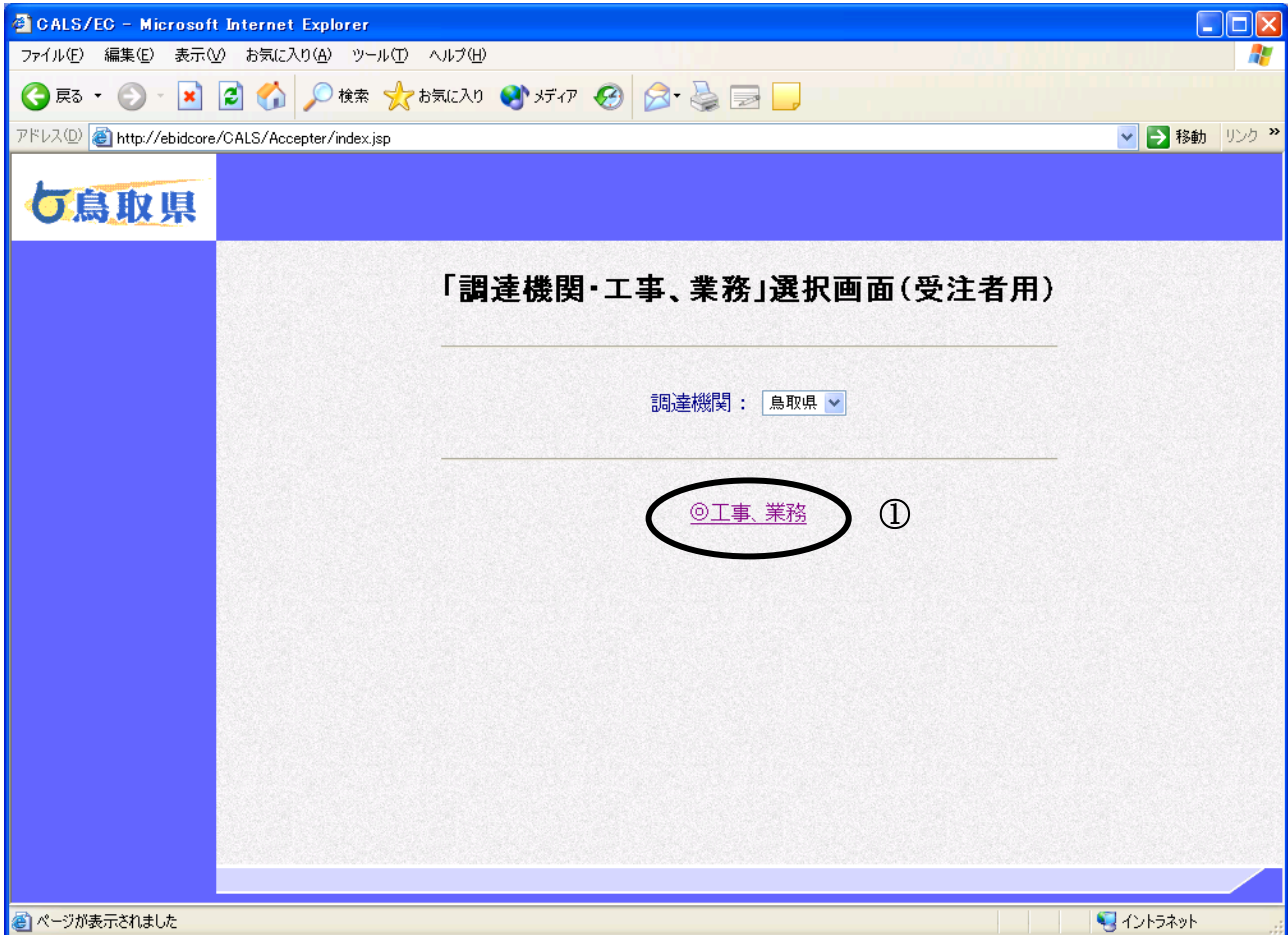 CALS/EC - Microsoft Internet Explorer
ファイル(F) 編集(E) 表示(V) お気に入り(A) ツール(T) ヘルプ(H)
戻る 検索 お気に入り メディア
アドレス(D) http://ebidcore/CALS/Accepter/index.jsp 移動 リンク »
鳥取県
「調達機関・工事、業務」選択画面（受注者用）
調達機関： 鳥取県
◎工事、業務 ①
ページが表示されました イントラネット